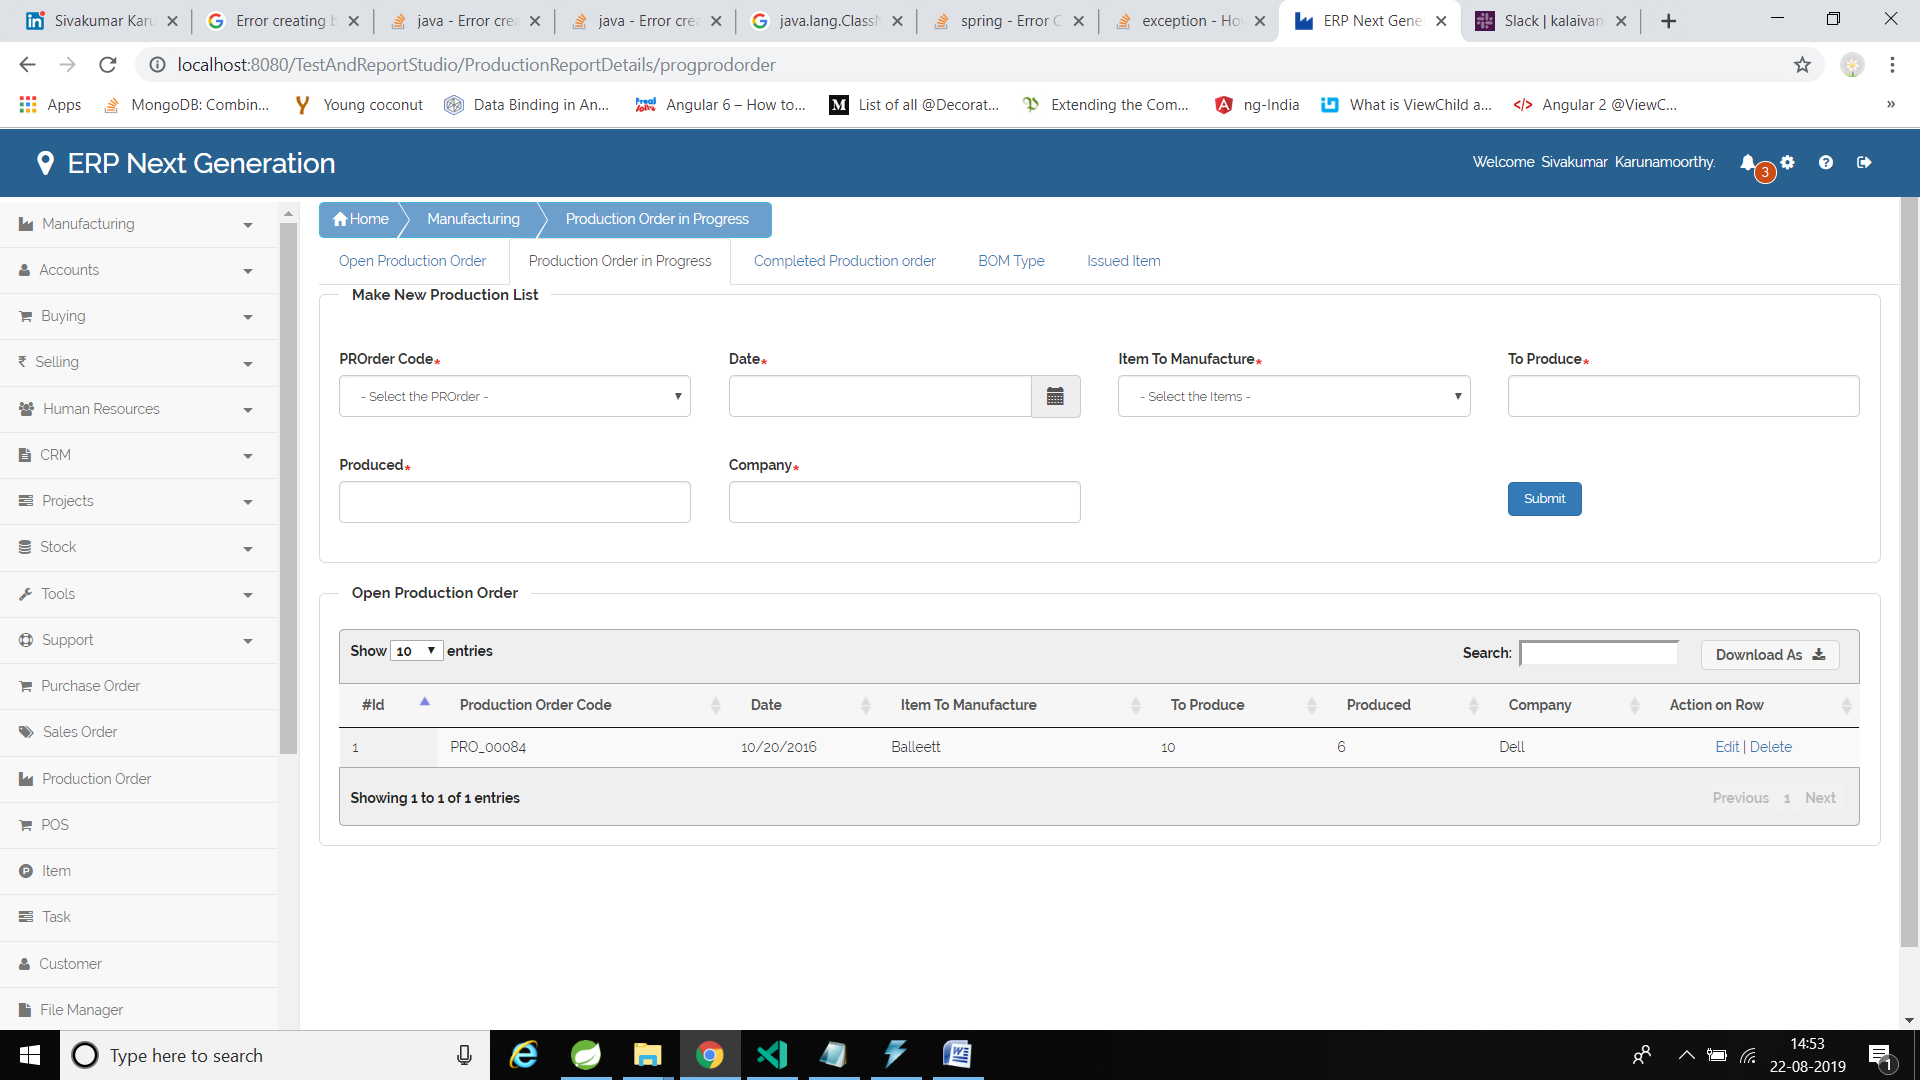 Sivakumar Karu
Error creating b
java - Error crea
java - Error crea
java.lang.ClassN
spring - Error C
exception - Ho
ERP Next Gene
Slack | kalaivan
localhost:8080/TestAndReportStudio/ProductionReportDetails/progprodorder
Apps
MongoDB: Combin...
Young coconut
Data Binding in An...
Angular 6 – How to...
List of all @Decorat...
Extending the Com...
ng-India
What is ViewChild a...
Angular 2 @ViewC...
»
ERP Next Generation
Welcome Sivakumar Karunamoorthy.
3
Manufacturing
Accounts
Buying
Selling
Human Resources
CRM
Projects
Stock
Tools
Support
Purchase Order
Sales Order
Production Order
POS
Item
Task
Customer
File Manager
Home Manufacturing Production Order in Progress
Open Production Order Production Order in Progress Completed Production order BOM Type Issued Item
Make New Production List
PROrder Code* Date* Item To Manufacture* To Produce*
- Select the PROrder - - Select the Items -
Produced* Company*
Submit
Open Production Order
Show 10 entries Search: Download As
#Id Production Order Code Date Item To Manufacture To Produce Produced Company Action on Row
1 PRO_00084 10/20/2016 Balleett 10 6 Dell Edit | Delete
Showing 1 to 1 of 1 entries Previous 1 Next
Type here to search
14:53
22-08-2019
1